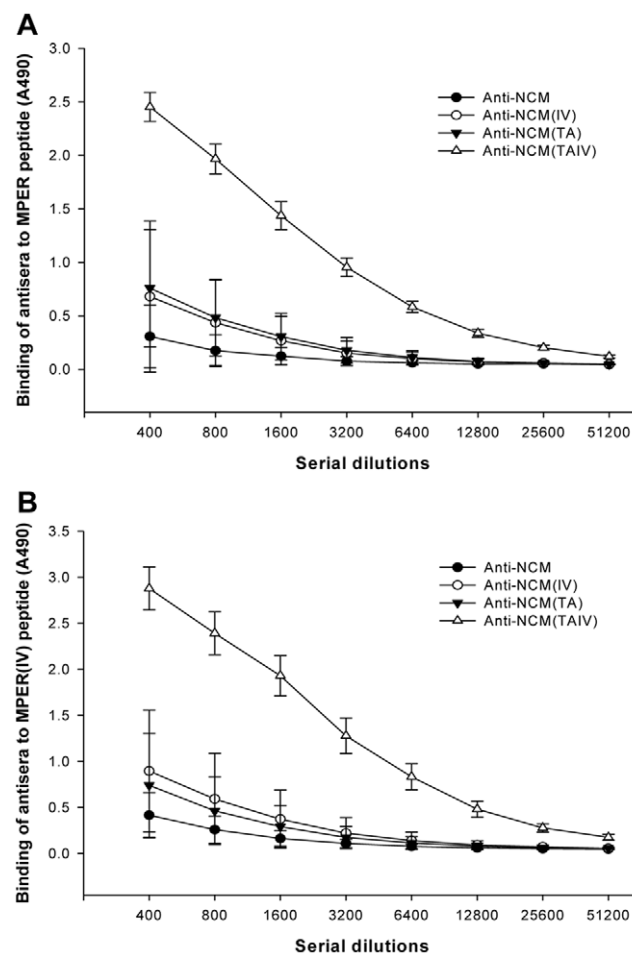 A
Binding of antisera to MPER peptide (A490)
3.0
2.5
2.0
1.5
1.0
0.5
0.0
Anti-NCM
Anti-NCM(IV)
Anti-NCM(TA)
Anti-NCM(TAIV)
400 800 1600 3200 6400 12800 25600 51200
Serial dilutions
B
Binding of antisera to MPER(IV) peptide (A490)
3.5
3.0
2.5
2.0
1.5
1.0
0.5
0.0
Anti-NCM
Anti-NCM(IV)
Anti-NCM(TA)
Anti-NCM(TAIV)
400 800 1600 3200 6400 12800 25600 51200
Serial dilutions